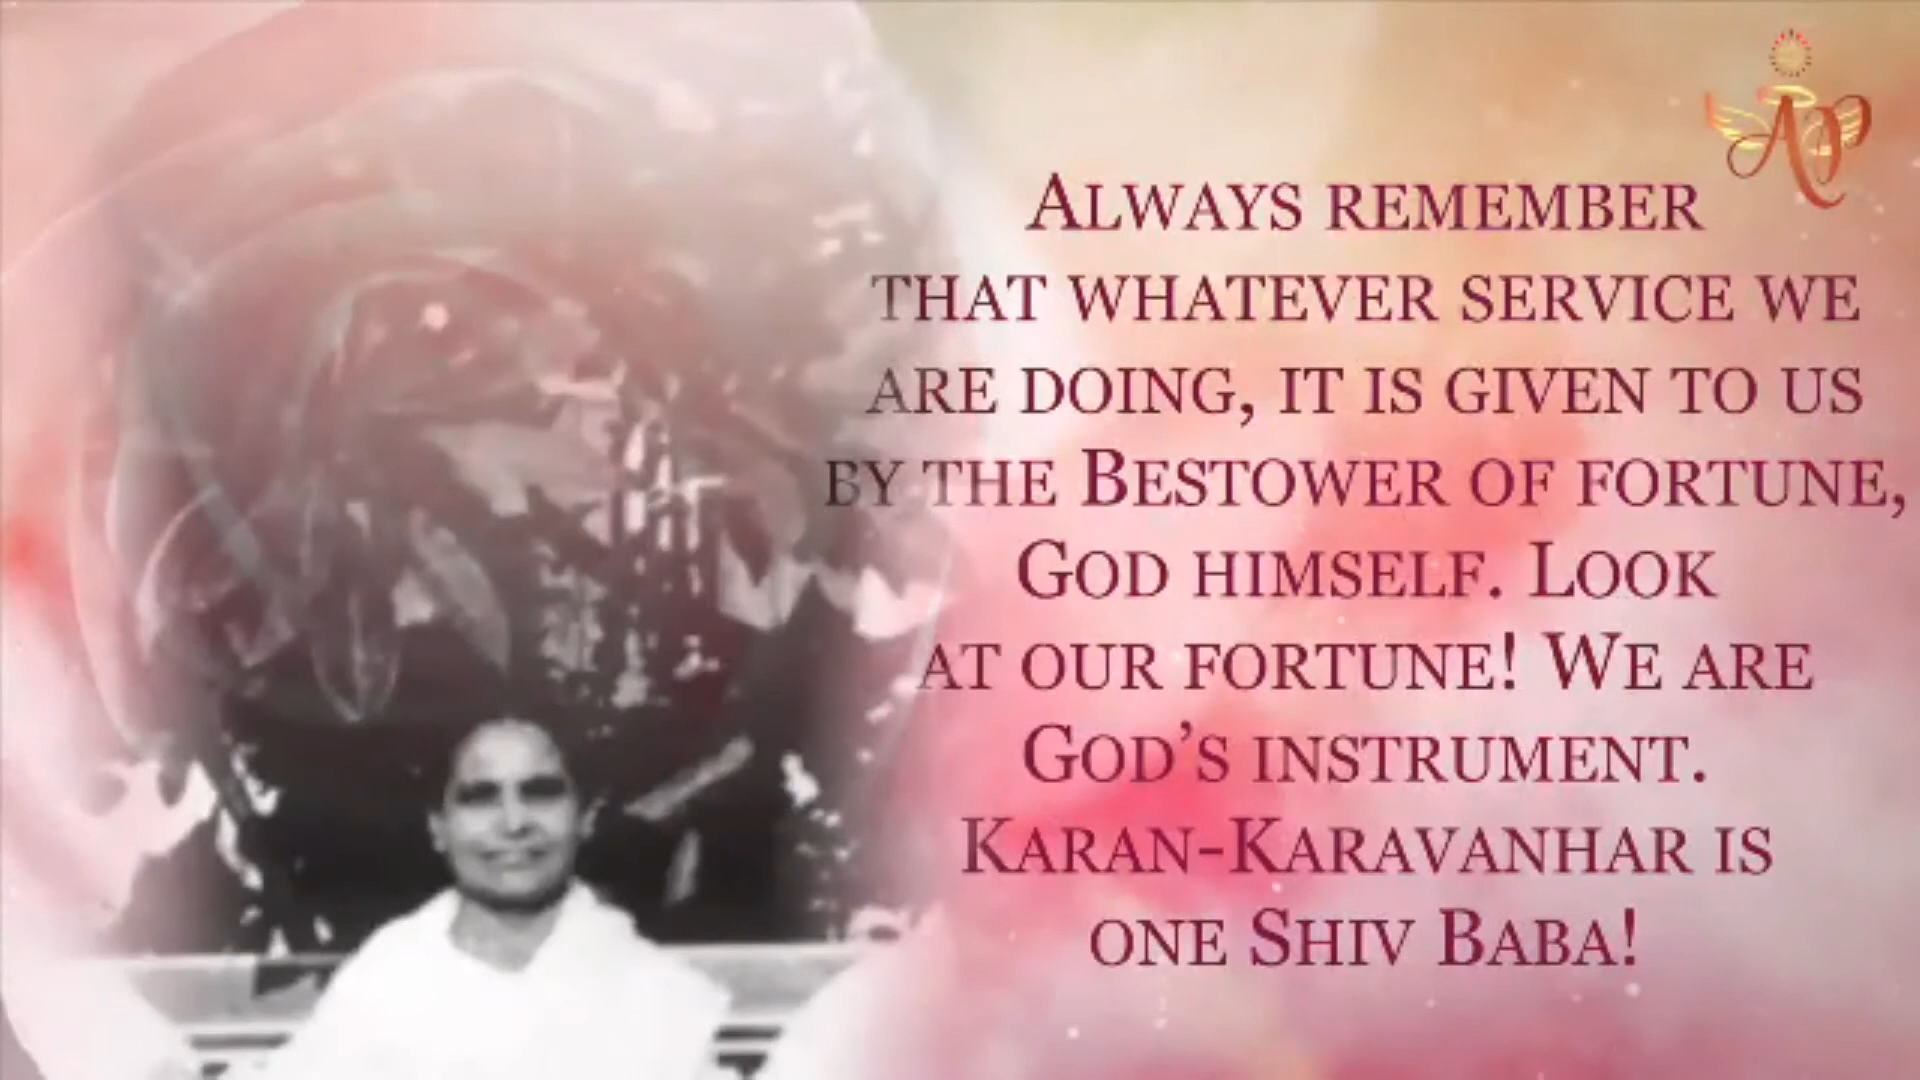 AP
Always remember
that whatever service we
are doing, it is given to us
by the Bestower of fortune,
God himself. Look
at our fortune! We are
God’s instrument.
Karan-Karavanhar is
one Shiv Baba!